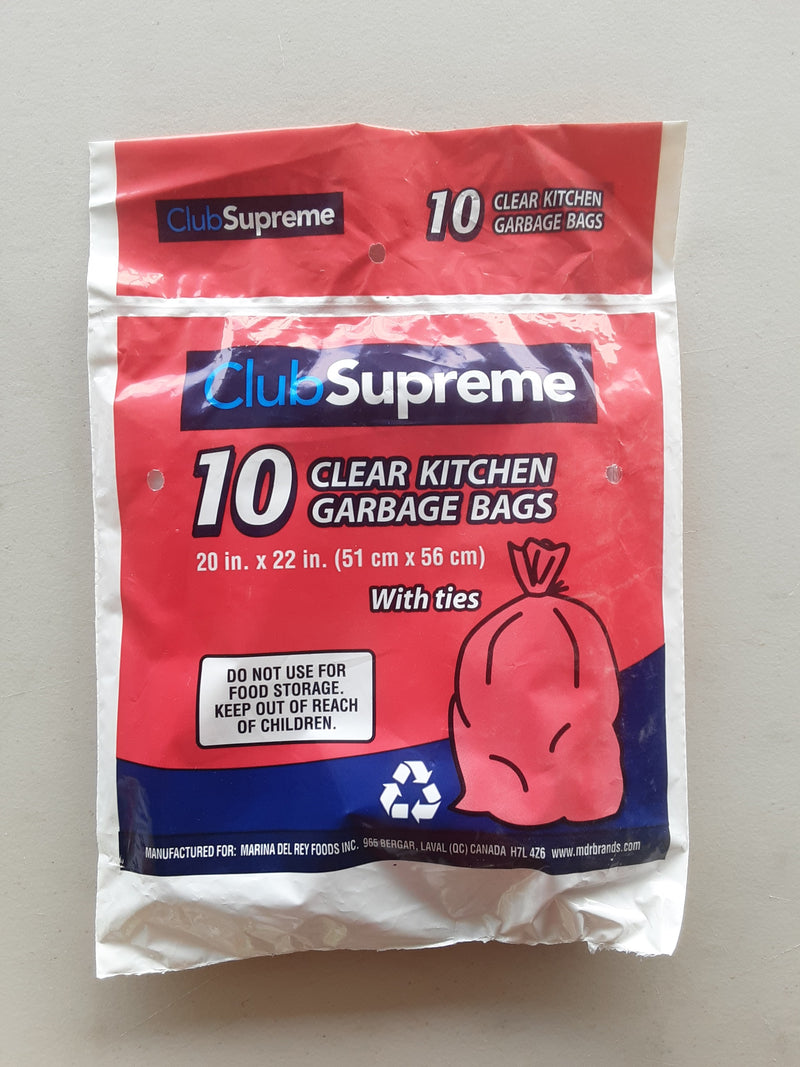 ClubSupreme
10 CLEAR KITCHEN
GARBAGE BAGS
ClubSupreme
10 CLEAR KITCHEN
GARBAGE BAGS
20 in. x 22 in. (51 cm x 56 cm)
With ties
DO NOT USE FOR
FOOD STORAGE.
KEEP OUT OF REACH
OF CHILDREN.
MANUFACTURED FOR: MARINA DEL REY FOODS INC. 966 BERGAR, LAVAL (QC) CANADA H7L 4Z6 www.mdrbrands.com